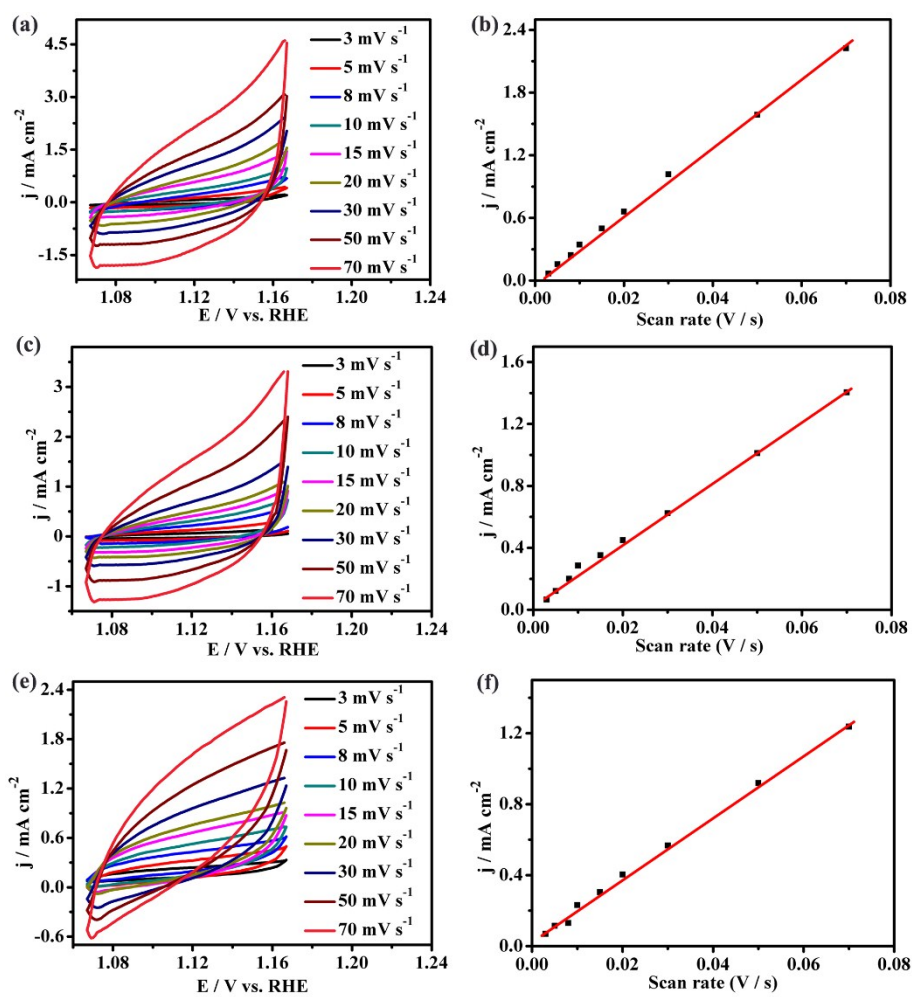 (a)
3 mV s-1
5 mV s-1
8 mV s-1
10 mV s-1
15 mV s-1
20 mV s-1
30 mV s-1
50 mV s-1
70 mV s-1
4.5
3.0
1.5
0.0
-1.5
j / mA cm-2
1.08 1.12 1.16 1.20 1.24
E / V vs. RHE
(b)
2.4
1.8
1.2
0.6
0.0
j / mA cm-2
0.00 0.02 0.04 0.06 0.08
Scan rate (V / s)
(c)
3 mV s-1
5 mV s-1
8 mV s-1
10 mV s-1
15 mV s-1
20 mV s-1
30 mV s-1
50 mV s-1
70 mV s-1
3
2
1
0
-1
j / mA cm-2
1.08 1.12 1.16 1.20 1.24
E / V vs. RHE
(d)
1.6
1.2
0.8
0.4
0.0
j / mA cm-2
0.00 0.02 0.04 0.06 0.08
Scan rate (V / s)
(e)
3 mV s-1
5 mV s-1
8 mV s-1
10 mV s-1
15 mV s-1
20 mV s-1
30 mV s-1
50 mV s-1
70 mV s-1
2.4
1.8
1.2
0.6
0.0
-0.6
j / mA cm-2
1.08 1.12 1.16 1.20 1.24
E / V vs. RHE
(f)
1.2
0.8
0.4
0.0
j / mA cm-2
0.00 0.02 0.04 0.06 0.08
Scan rate (V / s)